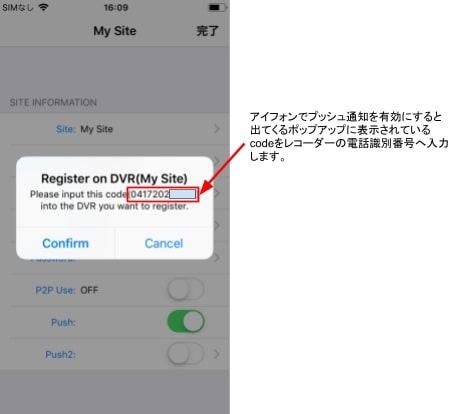 SIMなし 16:09
My Site 完了
SITE INFORMATION
Site: My Site
Register on DVR(My Site)
Please input this code(0417202
into the DVR you want to register.
Confirm Cancel
Password:
P2P Use: OFF
Push:
Push2:
アイフォンでプッシュ通知を有効にすると
出てくるポップアップに表示されている
codeをレコーダーの電話識別番号へ入力
します。